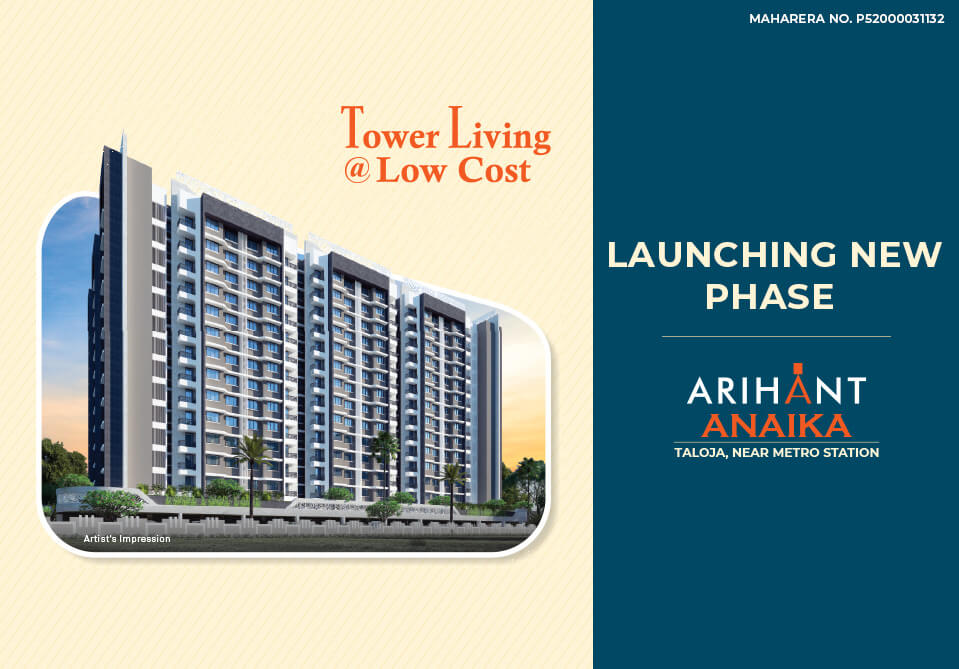 MAHARERA NO. P52000031132
Tower Living
@ Low Cost
LAUNCHING NEW
PHASE
ARIHANT
ANAIKA
TALOJA, NEAR METRO STATION
Artist's Impression